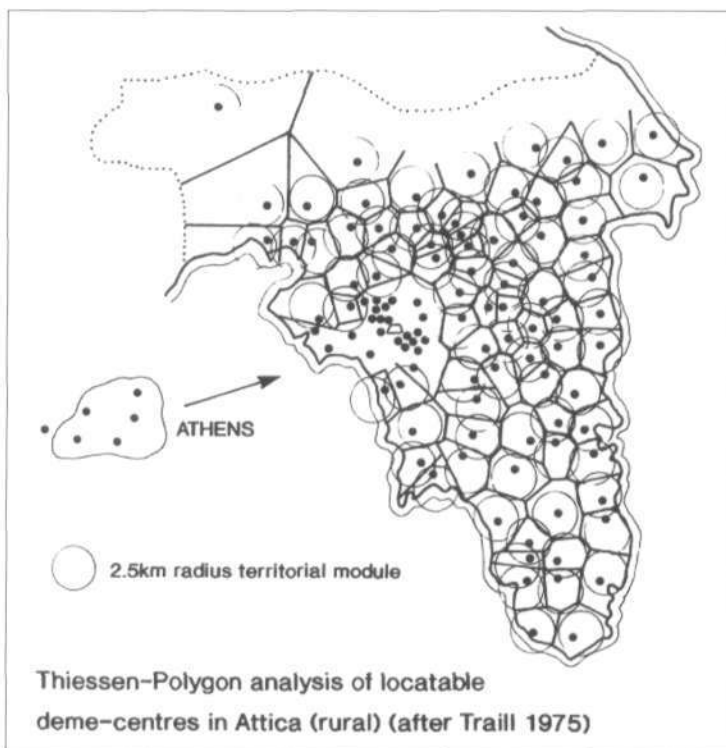 ATHENS
2.5km radius territorial module
Thiessen-Polygon analysis of locatable
deme-centres in Attica (rural) (after Traill 1975)